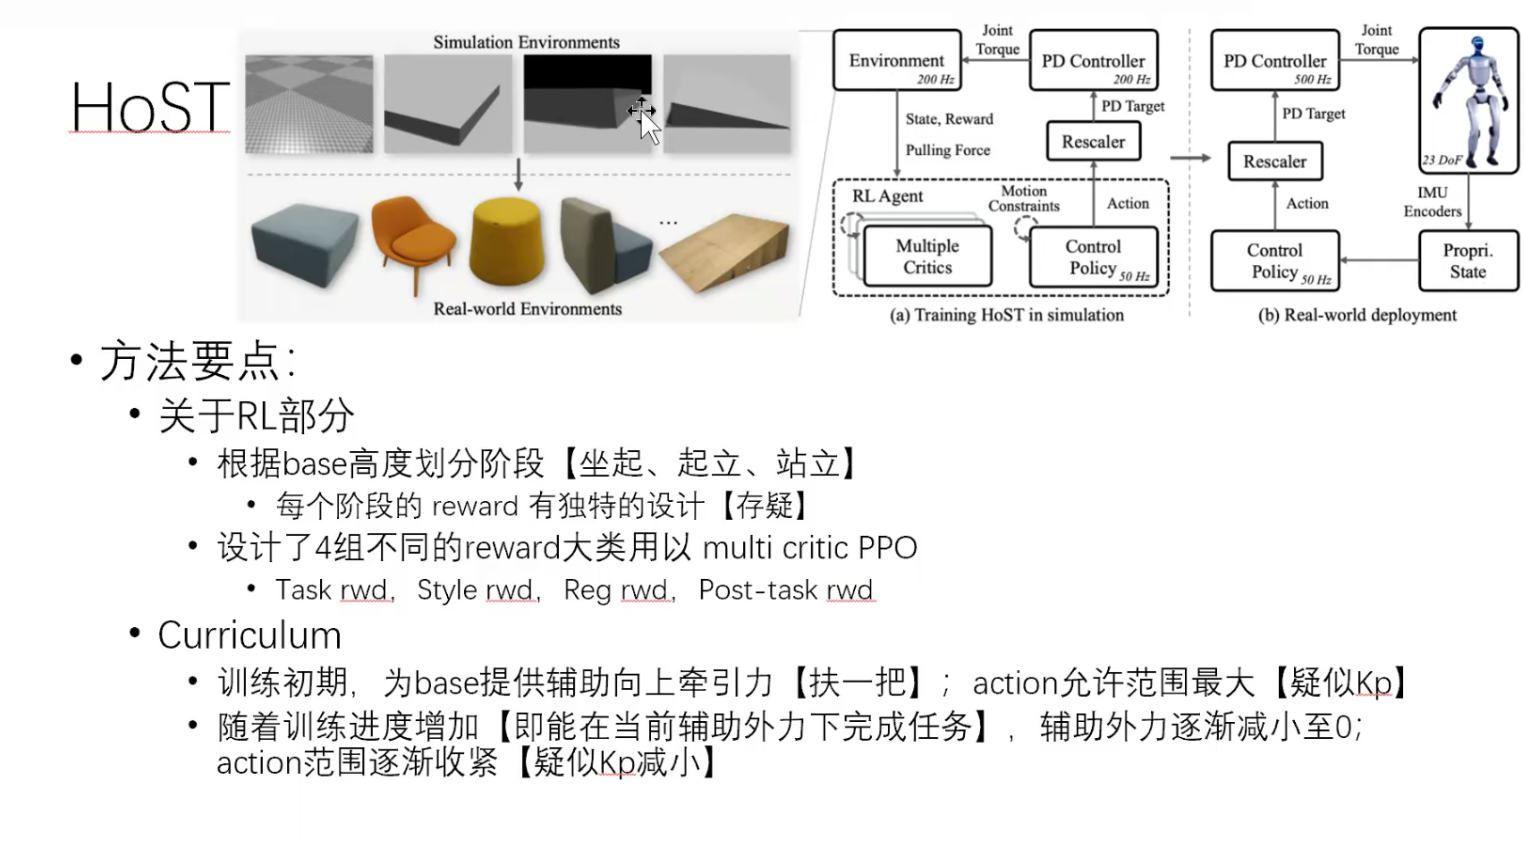 HoST
Simulation Environments
...
Real-world Environments
Environment
200 Hz
Joint
Torque
PD Controller
200 Hz
State, Reward
Pulling Force
PD Target
Rescaler
RL Agent
Motion
Constraints
Action
Multiple
Critics
Control
Policy 50 Hz
(a) Training HoST in simulation
PD Controller
500 Hz
Joint
Torque
PD Target
Rescaler
23 DoF
Action
IMU
Encoders
Control
Policy 50 Hz
Propri.
State
(b) Real-world deployment
• 方法要点：
• 关于RL部分
• 根据base高度划分阶段【坐起、起立、站立】
• 每个阶段的 reward 有独特的设计【存疑】
• 设计了4组不同的reward大类用以 multi critic PPO
• Task rwd，Style rwd，Reg rwd，Post-task rwd
• Curriculum
• 训练初期，为base提供辅助向上牵引力【扶一把】；action允许范围最大【疑似Kp】
• 随着训练进度增加【即能在当前辅助外力下完成任务】，辅助外力逐渐减小至0；
action范围逐渐收紧【疑似Kp减小】